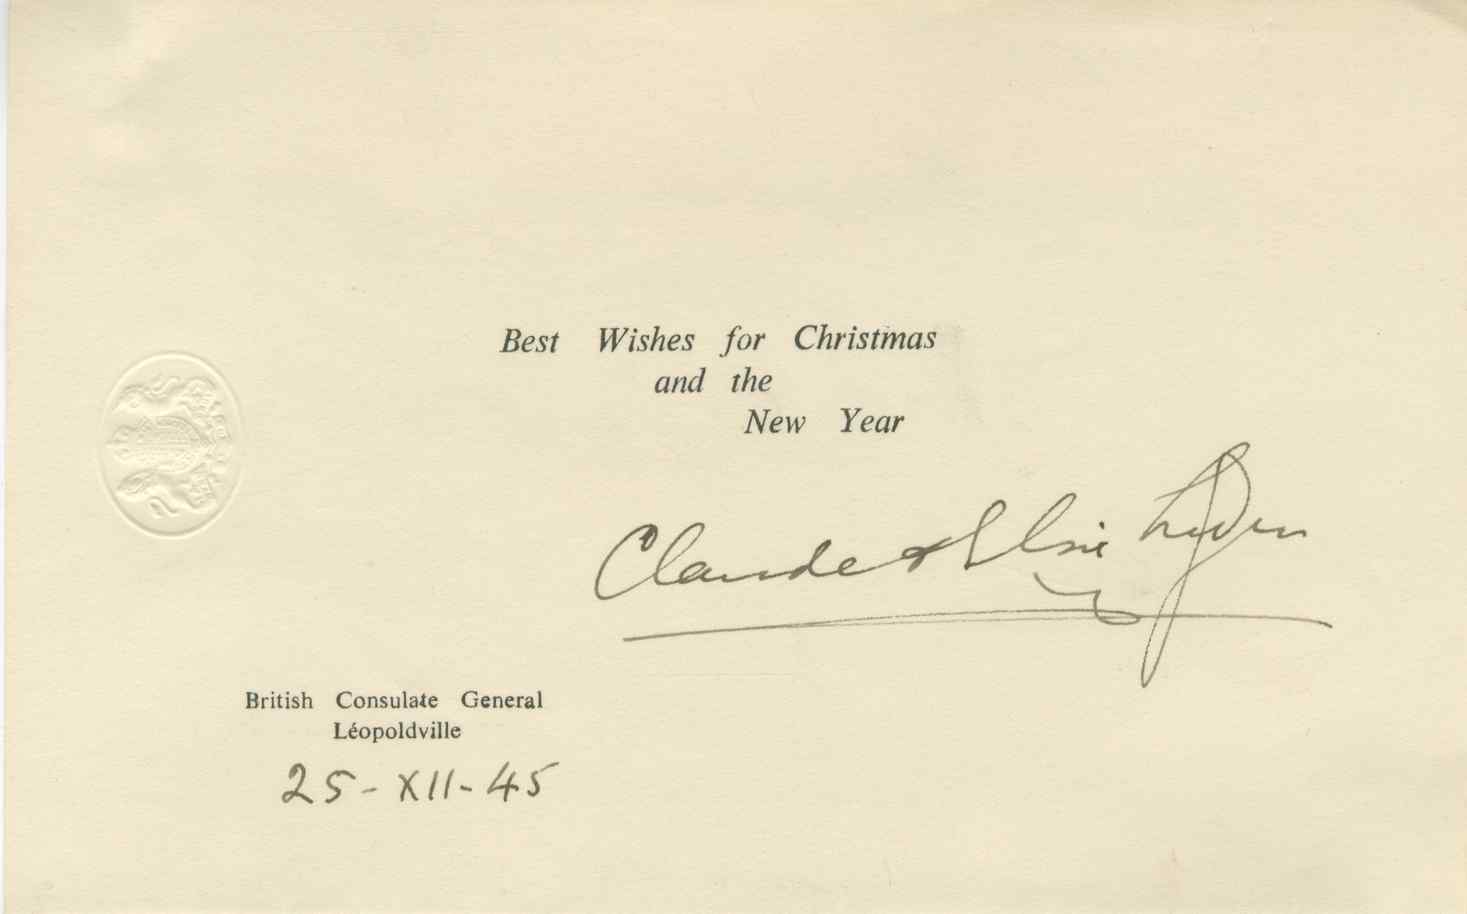 Best Wishes for Christmas
and the
New Year
Claude & Elsie
British Consulate General
Léopoldville
25-XII-45